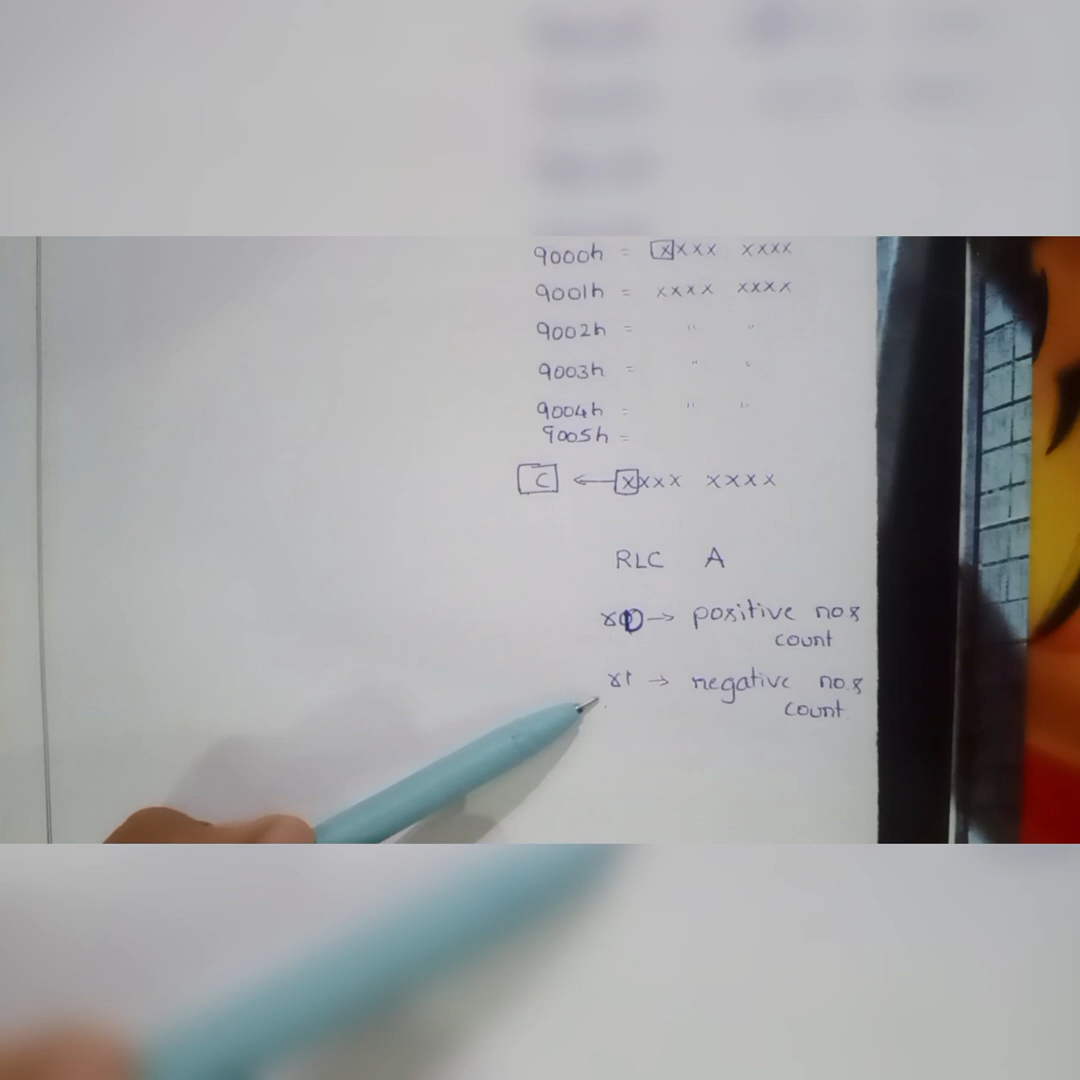 9000h = xxxx xxxx
9001h = xxxx xxxx
9002h = " "
9003h = " "
9004h = " "
9005h =
C ← xxxx xxxx
RLC A
r0 → positive nos
count
r1 → negative nos
count